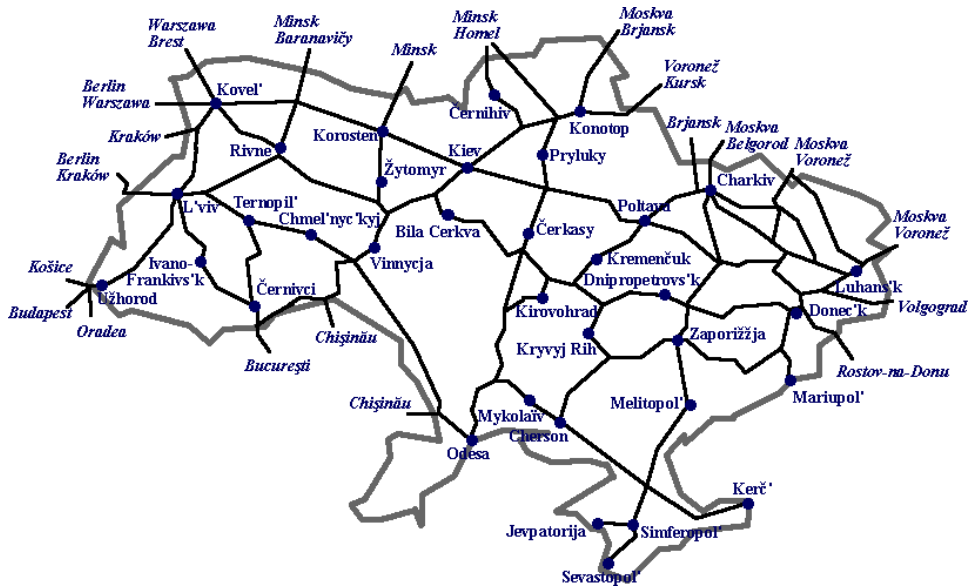 Warszawa
Brest
Minsk
Baranavičy
Minsk
Minsk
Homel
Moskva
Brjansk
Voronež
Kursk
Berlin
Warszawa
Kovel'
Černihiv
Konotop
Brjansk
Moskva
Belgorod
Moskva
Voronež
Kraków
Korosten
Kiev
Rivne
Pryluky
Berlin
Kraków
Žytomyr
Charkiv
L'viv
Ternopil'
Chmel'nyc'kyj
Bila Cerkva
Čerkasy
Poltava
Moskva
Voronež
Košice
Ivano-
Frankivs'k
Vinnycja
Kremenčuk
Dnipropetrovs'k
Luhans'k
Užhorod
Budapest
Oradea
Černivci
Kirovohrad
Donec'k
Volgograd
Chişinău
Kryvyj Rih
Zaporižžja
Bucureşti
Rostov-na-Donu
Mariupol'
Chişinău
Mykolaïv
Melitopol'
Cherson
Odesa
Kerč'
Jevpatorija
Simferopol'
Sevastopol'